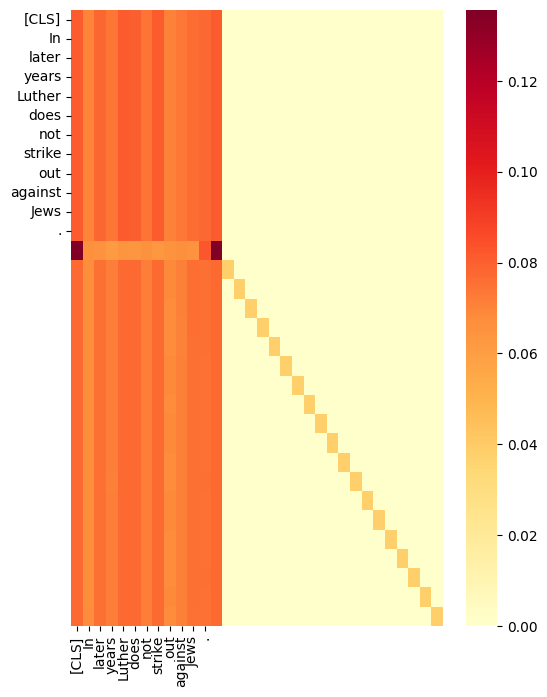 [CLS]
In
later
years
Luther
does
not
strike
out
against
Jews
.
0.12
0.10
0.08
0.06
0.04
0.02
0.00
[CLS]
In
later
years
Luther
does
not
strike
out
against
Jews
.